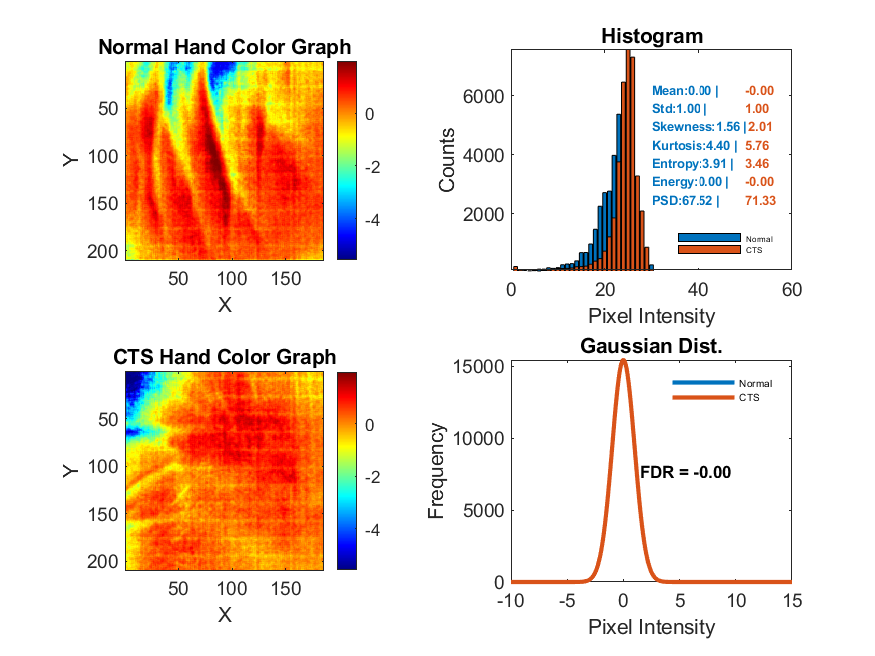 Normal Hand Color Graph
0
-2
-4
50
100
150
200
Y
50 100 150
X
Histogram
6000
4000
2000
Counts
Mean:0.00 | -0.00
Std:1.00 | 1.00
Skewness:1.56 | 2.01
Kurtosis:4.40 | 5.76
Entropy:3.91 | 3.46
Energy:0.00 | -0.00
PSD:67.52 | 71.33
Normal
CTS
0 20 40 60
Pixel Intensity
CTS Hand Color Graph
0
-2
-4
50
100
150
200
Y
50 100 150
X
Gaussian Dist.
15000
10000
5000
0
Frequency
Normal
CTS
FDR = -0.00
-10 -5 0 5 10 15
Pixel Intensity